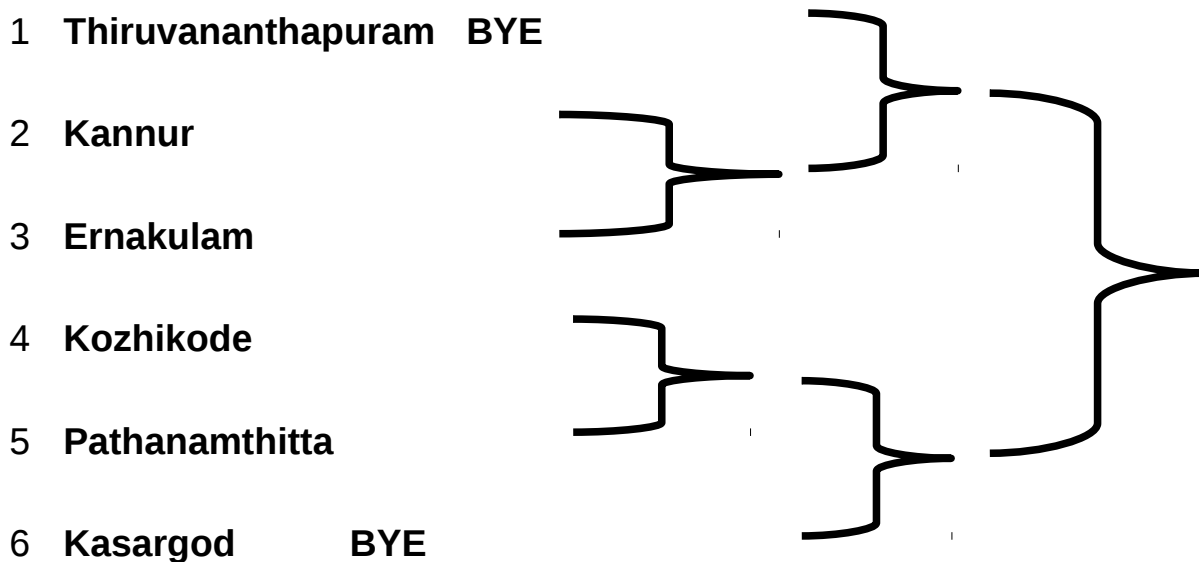 1 Thiruvananthapuram BYE
2 Kannur
3 Ernakulam
4 Kozhikode
5 Pathanamthitta
6 Kasargod BYE